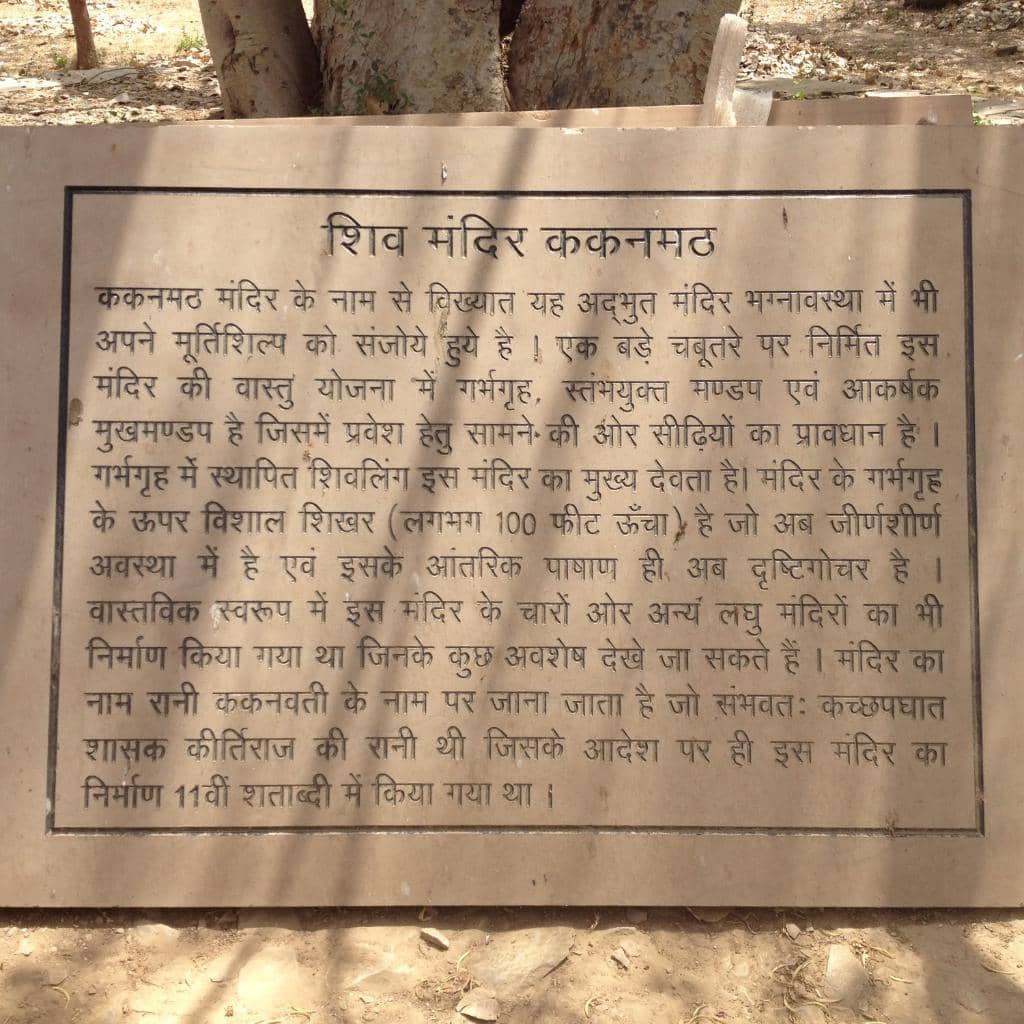 शिव मंदिर ककनमठ
ककनमठ मंदिर के नाम से विख्यात यह अद्भुत मंदिर भग्नावस्था में भी
अपने मूर्तिशिल्प को संजोये हुये है । एक बड़े चबूतरे पर निर्मित इस
मंदिर की वास्तु योजना में गर्भगृह, स्तंभयुक्त मण्डप एवं आकर्षक
मुखमण्डप है जिसमें प्रवेश हेतु सामने की ओर सीढ़ियों का प्रावधान है ।
गर्भगृह में स्थापित शिवलिंग इस मंदिर का मुख्य देवता है। मंदिर के गर्भगृह
के ऊपर विशाल शिखर (लगभग 100 फीट ऊँचा) है जो अब जीर्णशीर्ण
अवस्था में है एवं इसके आंतरिक पाषाण ही अब दृष्टिगोचर है ।
वास्तविक स्वरूप में इस मंदिर के चारों ओर अन्य लघु मंदिरों का भी
निर्माण किया गया था जिनके कुछ अवशेष देखे जा सकते हैं । मंदिर का
नाम रानी ककनवती के नाम पर जाना जाता है जो संभवतः कच्छपघात
शासक कीर्तिराज की रानी थी जिसके आदेश पर ही इस मंदिर का
निर्माण 11वीं शताब्दी में किया गया था ।